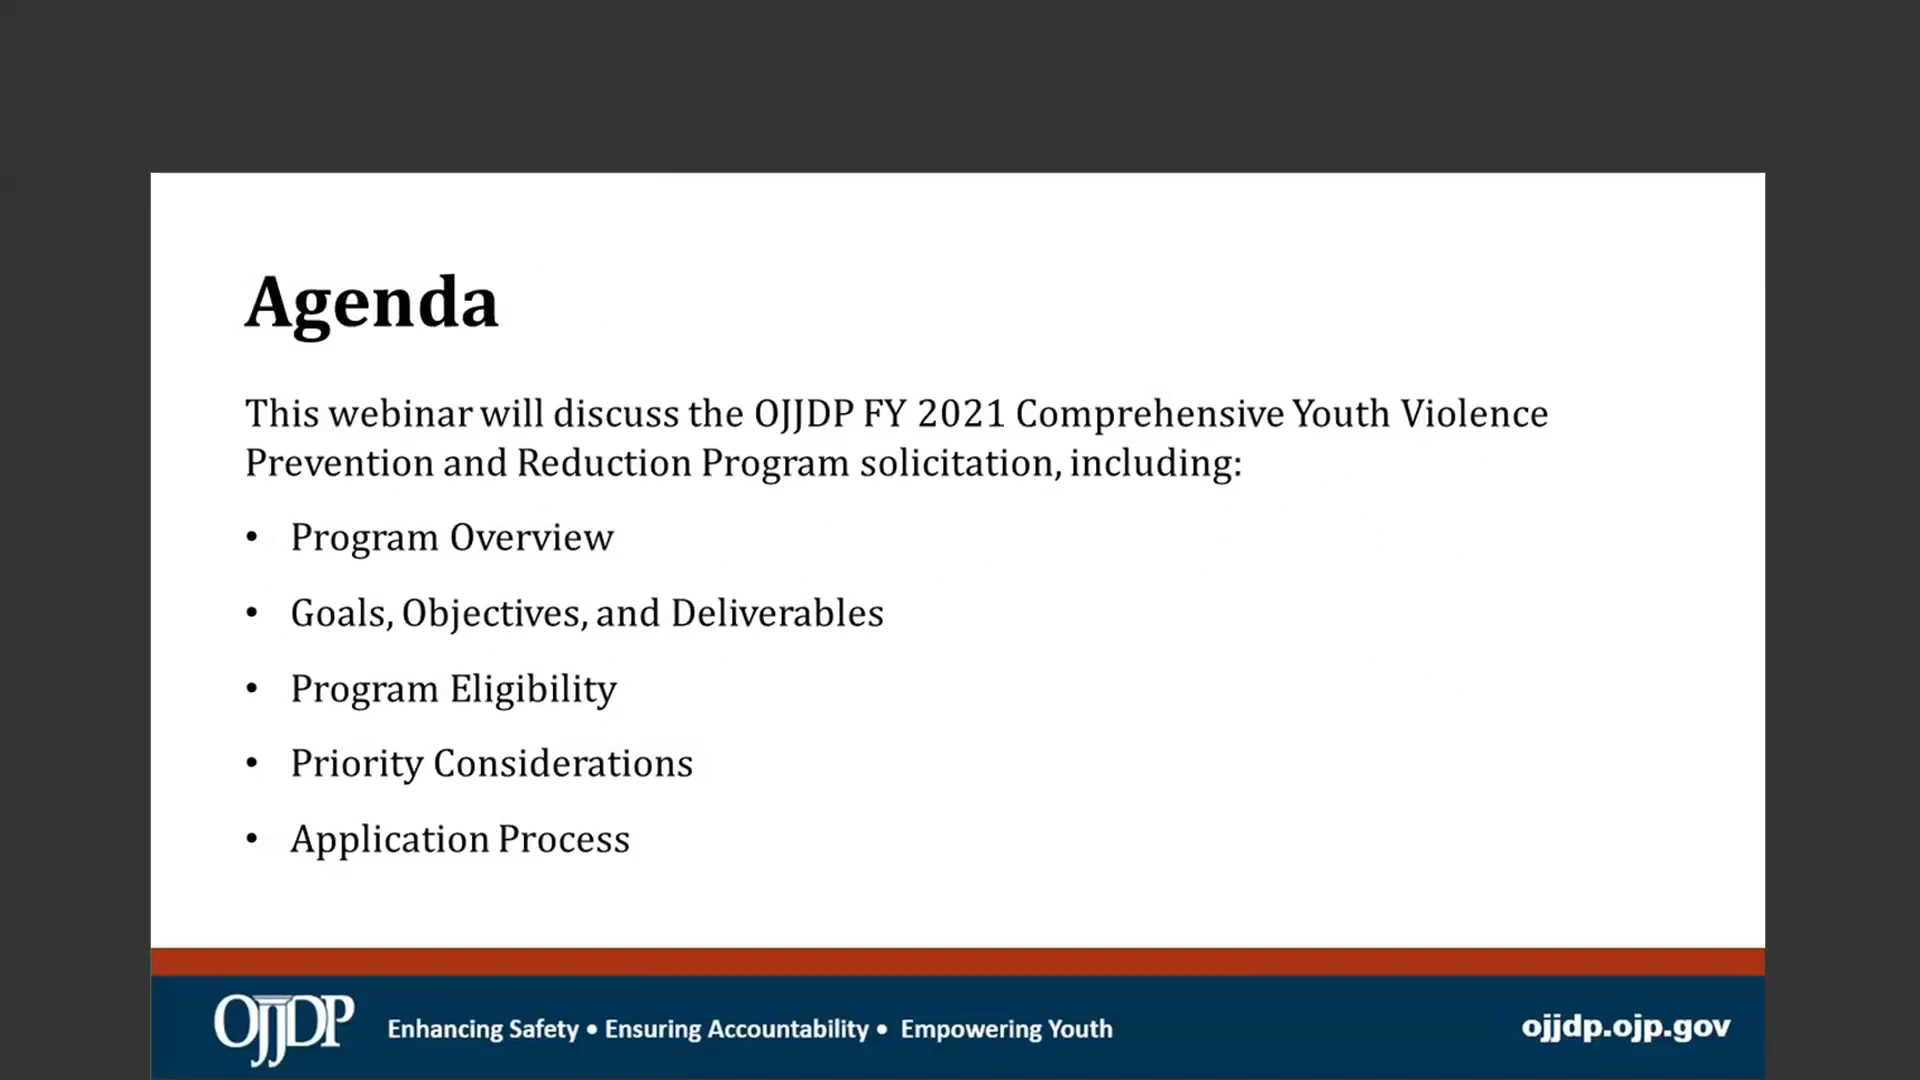 Agenda
This webinar will discuss the OJJDP FY 2021 Comprehensive Youth Violence
Prevention and Reduction Program solicitation, including:
• Program Overview
• Goals, Objectives, and Deliverables
• Program Eligibility
• Priority Considerations
• Application Process
OJJDP Enhancing Safety • Ensuring Accountability • Empowering Youth ojjdp.ojp.gov